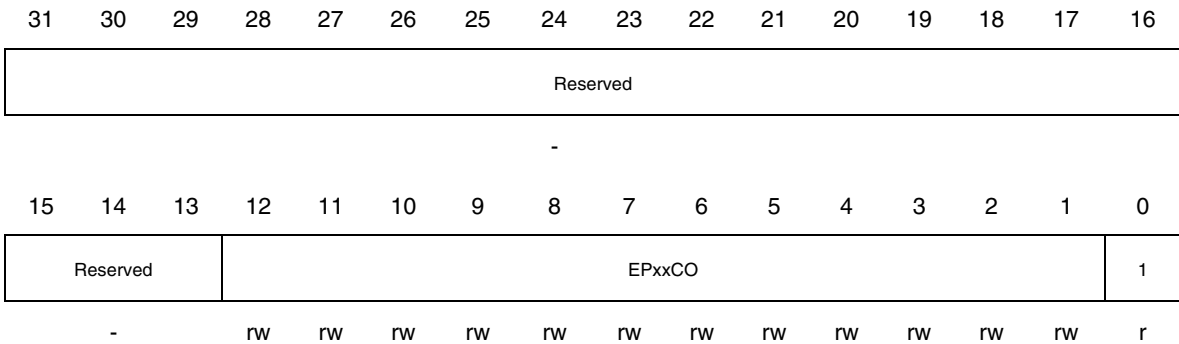 31 30 29 28 27 26 25 24 23 22 21 20 19 18 17 16
Reserved
-
15 14 13 12 11 10 9 8 7 6 5 4 3 2 1 0
Reserved EPxxCO 1
- rw rw rw rw rw rw rw rw rw rw rw rw r